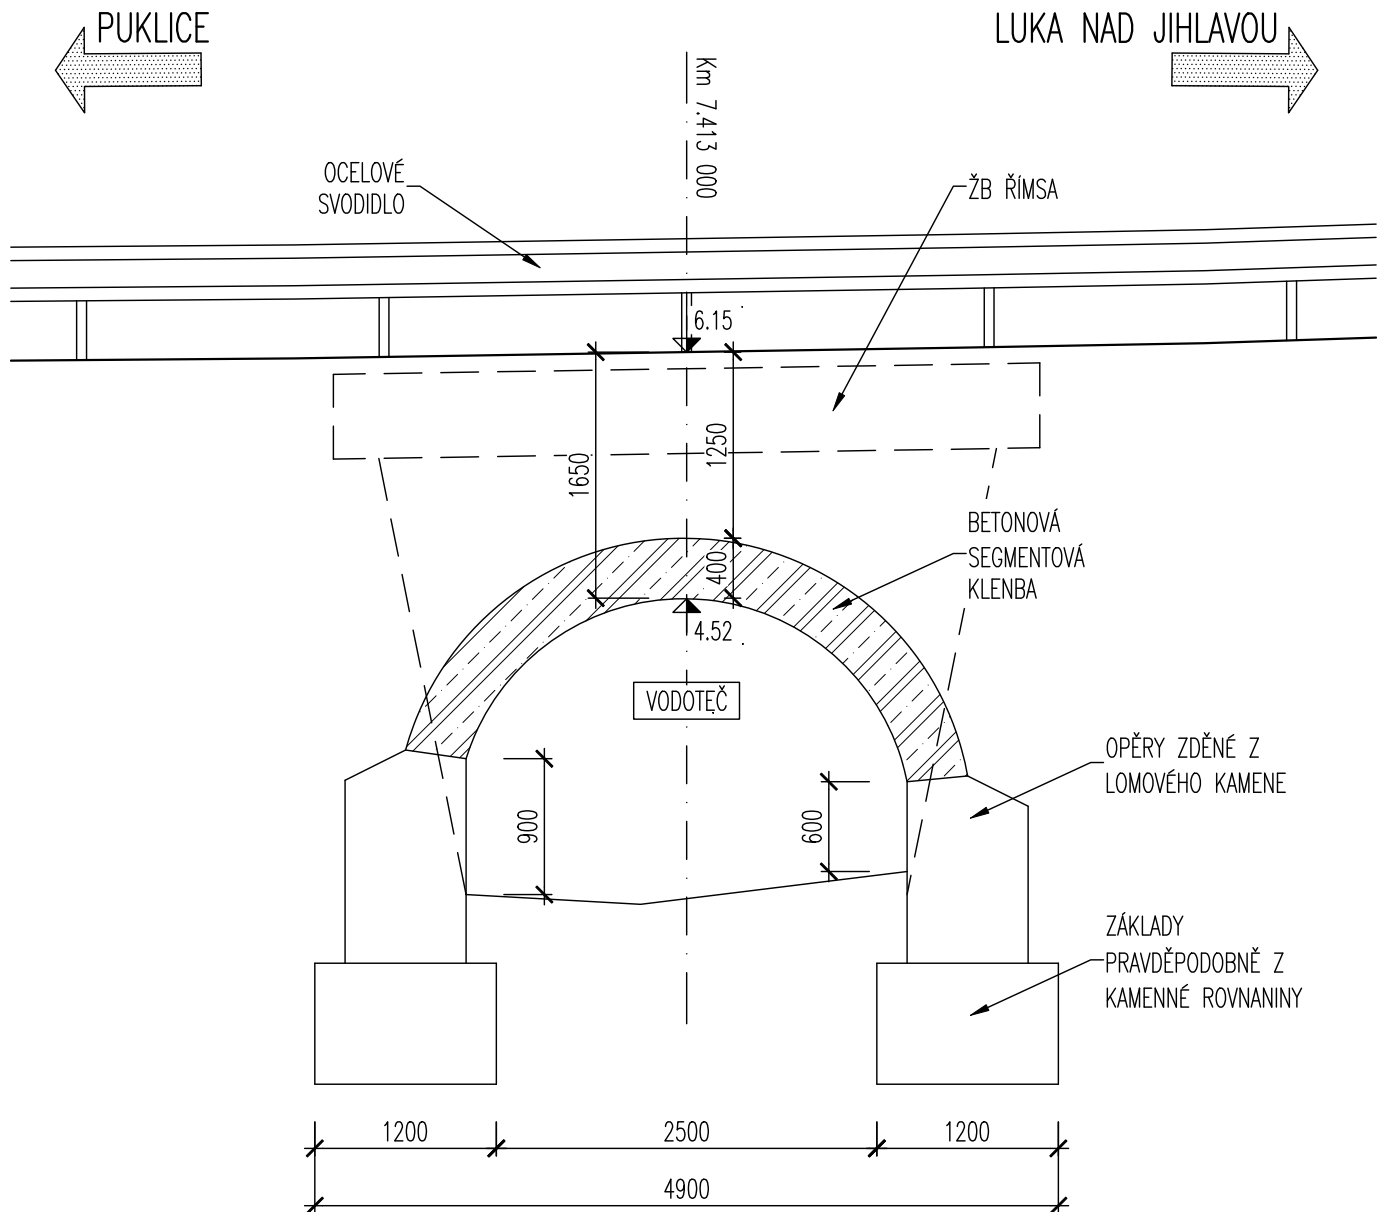 PUKLICE
LUKA NAD JIHLAVOU
Km 7.413 000
OCELOVÉ
SVODIDLO
ŽB ŘÍMSA
6.15
1250
1650
BETONOVÁ
SEGMENTOVÁ
KLENBA
400
4.52
VODOTEČ
OPĚRY ZDĚNÉ Z
LOMOVÉHO KAMENE
900
600
ZÁKLADY
PRAVDĚPODOBNĚ Z
KAMENNÉ ROVNANINY
1200
2500
1200
4900